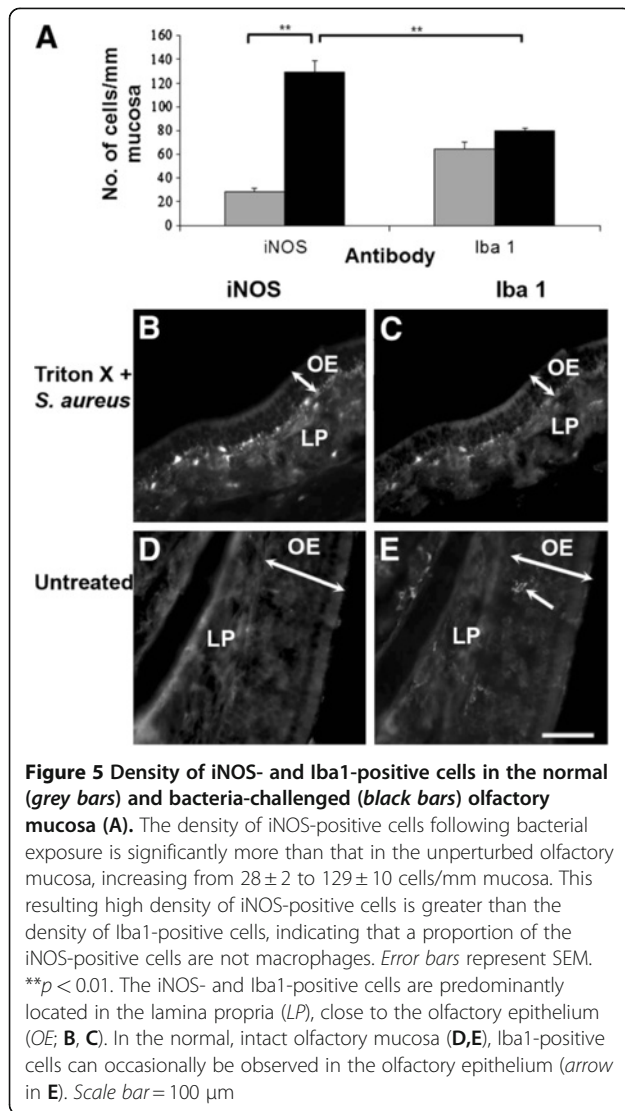 A
No. of cells/mm
mucosa
160
140
120
100
80
60
40
20
0
**
**
iNOS
Antibody
Iba 1
iNOS
Iba 1
Triton X +
S. aureus
B
OE
LP
C
OE
LP
Untreated
D
OE
LP
E
OE
LP
Figure 5 Density of iNOS- and Iba1-positive cells in the normal
(grey bars) and bacteria-challenged (black bars) olfactory
mucosa (A). The density of iNOS-positive cells following bacterial
exposure is significantly more than that in the unperturbed olfactory
mucosa, increasing from 28 ± 2 to 129 ± 10 cells/mm mucosa. This
resulting high density of iNOS-positive cells is greater than the
density of Iba1-positive cells, indicating that a proportion of the
iNOS-positive cells are not macrophages. Error bars represent SEM.
**p < 0.01. The iNOS- and Iba1-positive cells are predominantly
located in the lamina propria (LP), close to the olfactory epithelium
(OE; B, C). In the normal, intact olfactory mucosa (D,E), Iba1-positive
cells can occasionally be observed in the olfactory epithelium (arrow
in E). Scale bar = 100 μm